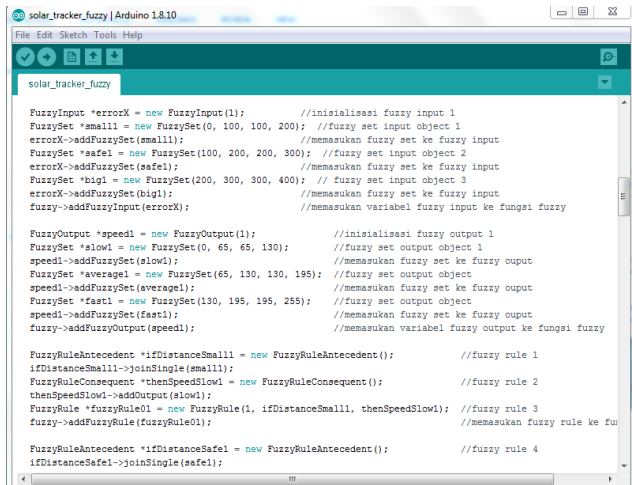 solar_tracker_fuzzy | Arduino 1.8.10
File Edit Sketch Tools Help
solar_tracker_fuzzy
FuzzyInput *errorX = new FuzzyInput(1); //inisialisasi fuzzy input 1
FuzzySet *small1 = new FuzzySet(0, 100, 100, 200); //fuzzy set input object 1
errorX->addFuzzySet(small1); //memasukan fuzzy set ke fuzzy input
FuzzySet *safe1 = new FuzzySet(100, 200, 200, 300); //fuzzy set input object 2
errorX->addFuzzySet(safe1); //memasukan fuzzy set ke fuzzy input
FuzzySet *big1 = new FuzzySet(200, 300, 300, 400); // fuzzy set input object 3
errorX->addFuzzySet(big1); //memasukan fuzzy set ke fuzzy input
fuzzy->addFuzzyInput(errorX); //memasukan variabel fuzzy input ke fungsi fuzzy
FuzzyOutput *speed1 = new FuzzyOutput(1); //inisialisasi fuzzy output 1
FuzzySet *slow1 = new FuzzySet(0, 65, 65, 130); //fuzzy set output object 1
speed1->addFuzzySet(slow1); //memasukan fuzzy set ke fuzzy ouput
FuzzySet *average1 = new FuzzySet(65, 130, 130, 195); //fuzzy set output object
speed1->addFuzzySet(average1); //memasukan fuzzy set ke fuzzy ouput
FuzzySet *fast1 = new FuzzySet(130, 195, 195, 255); //fuzzy set output object
speed1->addFuzzySet(fast1); //memasukan fuzzy set ke fuzzy ouput
fuzzy->addFuzzyOutput(speed1); //memasukan variabel fuzzy output ke fungsi fuzzy
FuzzyRuleAntecedent *ifDistanceSmall1 = new FuzzyRuleAntecedent(); //fuzzy rule 1
ifDistanceSmall1->joinSingle(small1);
FuzzyRuleConsequent *thenSpeedSlow1 = new FuzzyRuleConsequent(); //fuzzy rule 2
thenSpeedSlow1->addOutput(slow1);
FuzzyRule *fuzzyRule01 = new FuzzyRule(1, ifDistanceSmall1, thenSpeedSlow1); //fuzzy rule 3
fuzzy->addFuzzyRule(fuzzyRule01); //memasukan fuzzy rule ke fu
FuzzyRuleAntecedent *ifDistanceSafe1 = new FuzzyRuleAntecedent(); //fuzzy rule 4
ifDistanceSafe1->joinSingle(safe1);